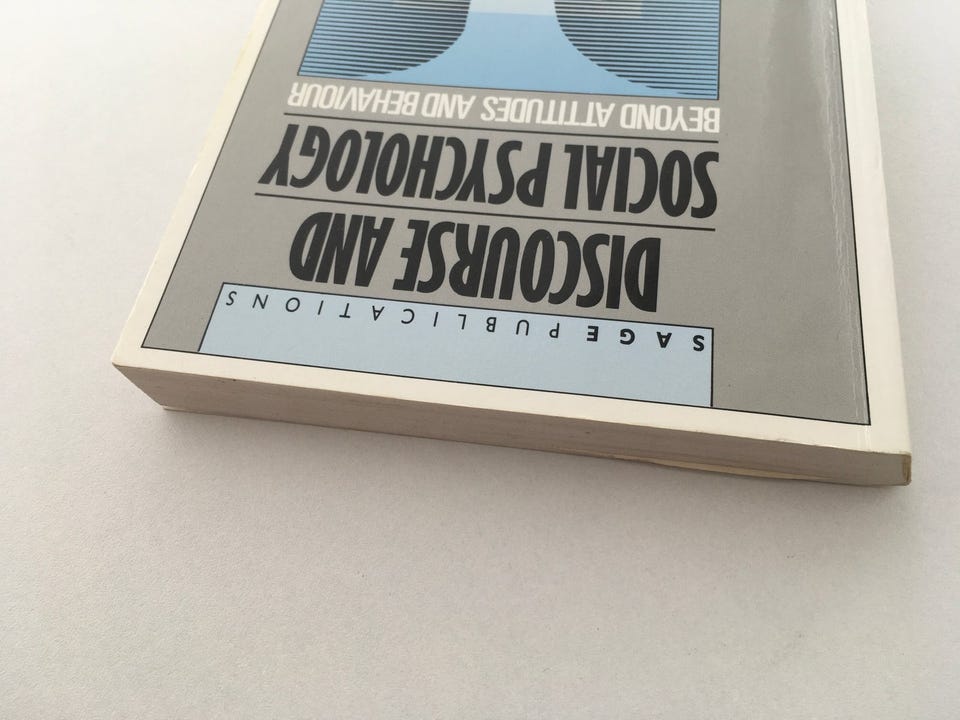 SAGE PUBLICATIONS
DISCOURSE AND
SOCIAL PSYCHOLOGY
BEYOND ATTITUDES AND BEHAVIOUR